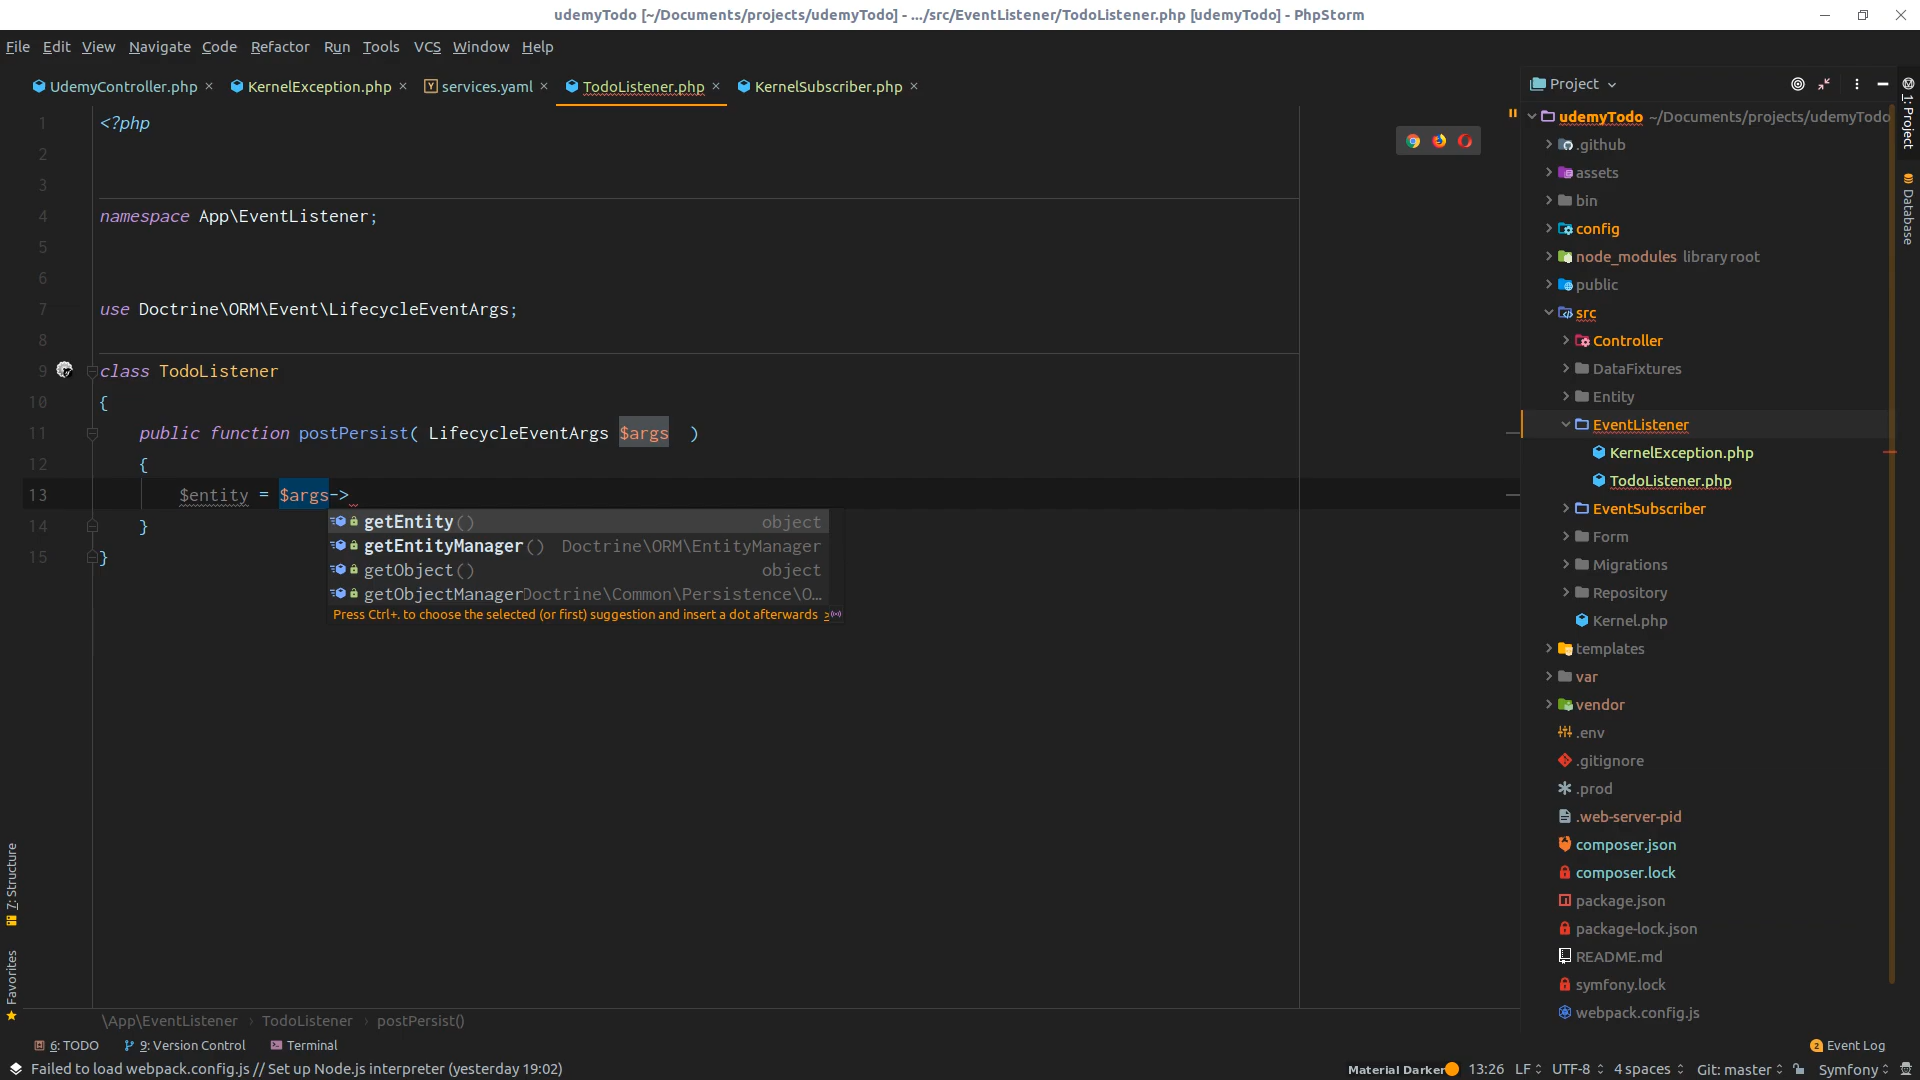 udemyTodo [~/Documents/projects/udemyTodo] - .../src/EventListener/TodoListener.php [udemyTodo] - PhpStorm
File Edit View Navigate Code Refactor Run Tools VCS Window Help
UdemyController.php × KernelException.php × services.yaml × TodoListener.php × KernelSubscriber.php ×
1 <?php
2
3
4 namespace App\EventListener;
5
6
7 use Doctrine\ORM\Event\LifecycleEventArgs;
8
9 class TodoListener
10 {
11 public function postPersist( LifecycleEventArgs $args )
12 {
13 $entity = $args->
14 }
15 }
getEntity() object
getEntityManager() Doctrine\ORM\EntityManager
getObject() object
getObjectManager Doctrine\Common\Persistence\O...
Press Ctrl+. to choose the selected (or first) suggestion and insert a dot afterwards ≥
Project
udemyTodo ~/Documents/projects/udemyTodo
.github
assets
bin
config
node_modules library root
public
src
Controller
DataFixtures
Entity
EventListener
KernelException.php
TodoListener.php
EventSubscriber
Form
Migrations
Repository
Kernel.php
templates
var
vendor
.env
.gitignore
.prod
.web-server-pid
composer.json
composer.lock
package.json
package-lock.json
README.md
symfony.lock
webpack.config.js
1: Project
Database
7: Structure
Favorites
\App\EventListener › TodoListener › postPersist()
6: TODO 9: Version Control Terminal
2 Event Log
Failed to load webpack.config.js // Set up Node.js interpreter (yesterday 19:02)
Material Darker 13:26 LF UTF-8 4 spaces Git: master Symfony